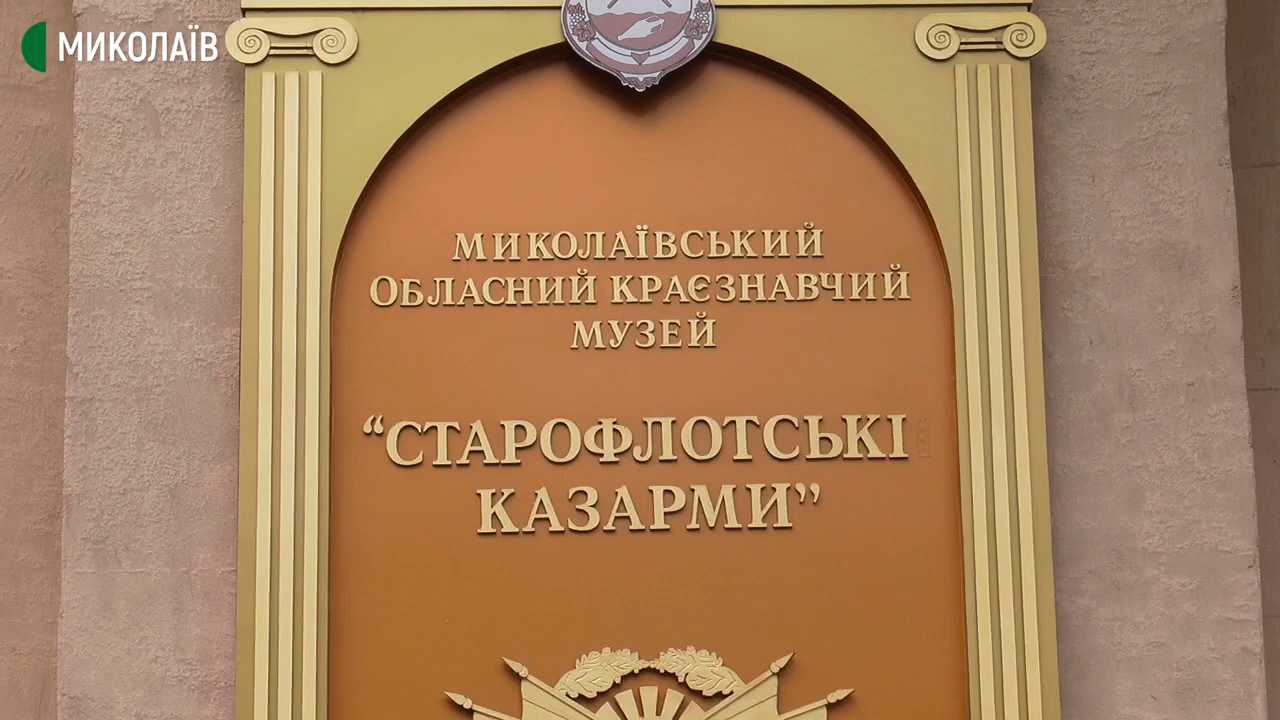 МИКОЛАЇВ
МИКОЛАЇВСЬКИЙ
ОБЛАСНИЙ КРАЄЗНАВЧИЙ
МУЗЕЙ
“СТАРОФЛОТСЬКІ
КАЗАРМИ”